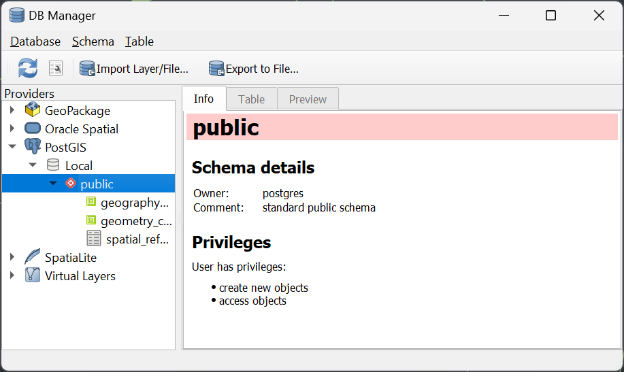 DB Manager
Database Schema Table
Import Layer/File... Export to File...
Providers
GeoPackage
Oracle Spatial
PostGIS
Local
public
geography...
geometry_c...
spatial_ref...
SpatiaLite
Virtual Layers
Info Table Preview
public
Schema details
Owner: postgres
Comment: standard public schema
Privileges
User has privileges:
• create new objects
• access objects